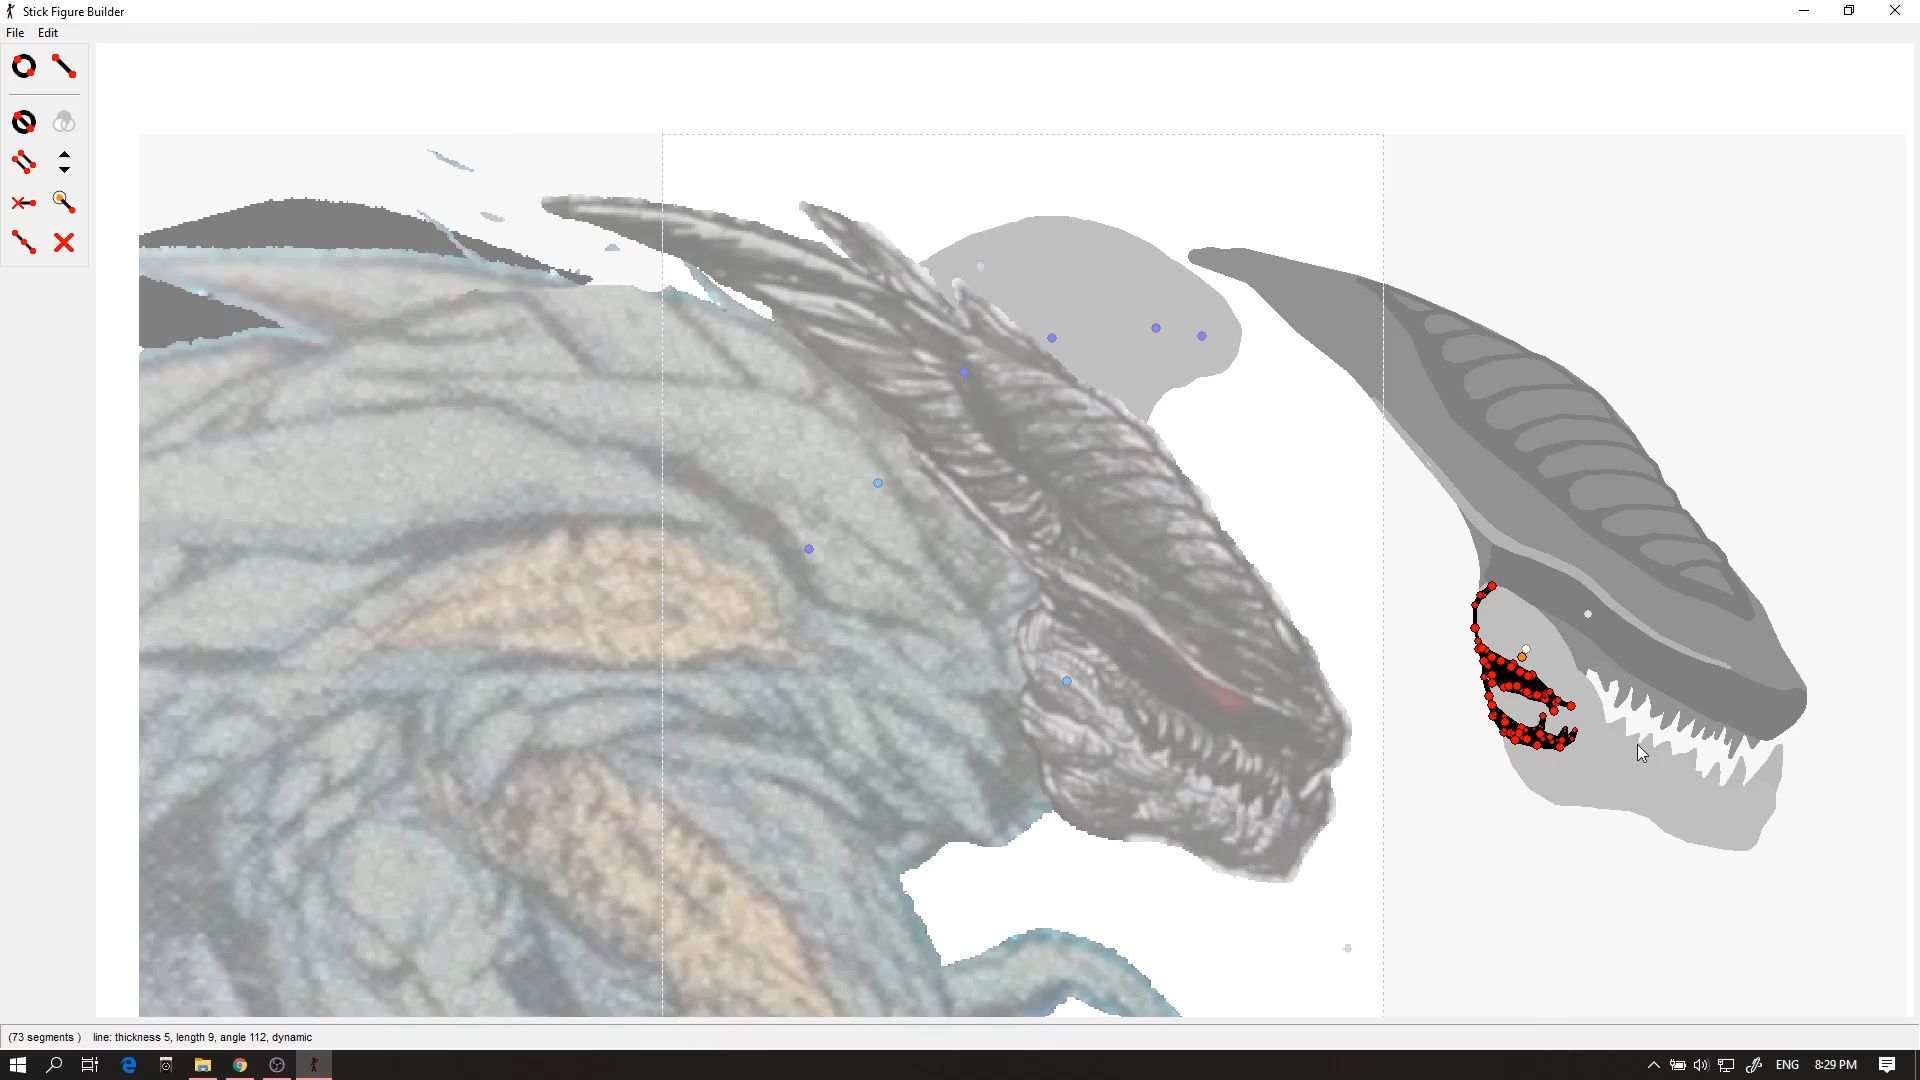 Stick Figure Builder
File Edit
(73 segments ) line: thickness 5, length 9, angle 112, dynamic
ENG 8:29 PM